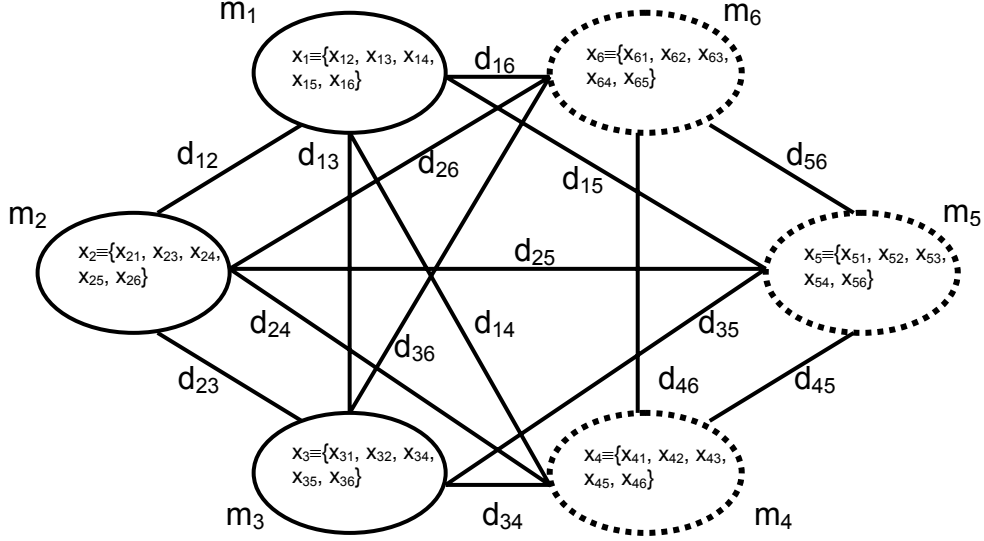 m₁
m₆
x₁≡{x₁₂, x₁₃, x₁₄,
x₁₅, x₁₆}
d₁₆
x₆≡{x₆₁, x₆₂, x₆₃,
x₆₄, x₆₅}
d₁₂
d₁₃
d₂₆
d₁₅
d₅₆
m₂
m₅
x₂≡{x₂₁, x₂₃, x₂₄,
x₂₅, x₂₆}
d₂₅
x₅≡{x₅₁, x₅₂, x₅₃,
x₅₄, x₅₆}
d₂₄
d₃₆
d₁₄
d₃₅
d₂₃
d₄₆
d₄₅
x₃≡{x₃₁, x₃₂, x₃₄,
x₃₅, x₃₆}
x₄≡{x₄₁, x₄₂, x₄₃,
x₄₅, x₄₆}
m₃
d₃₄
m₄